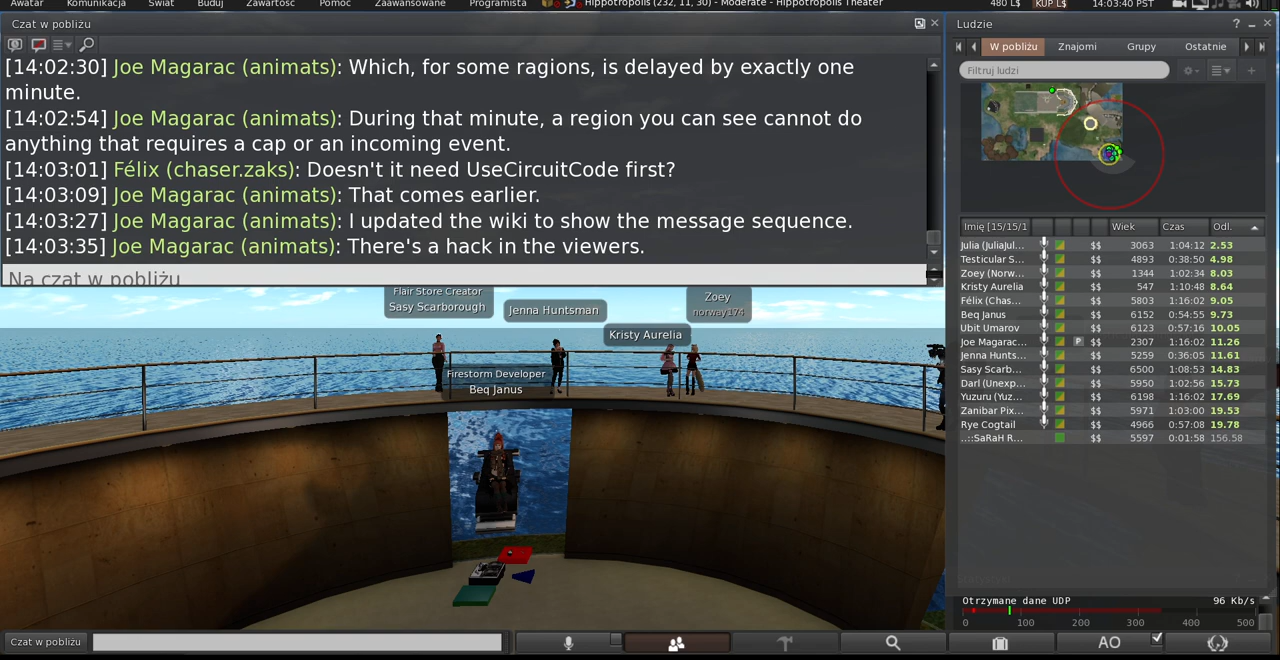 Awatar Komunikacja Świat Buduj Zawartość Pomoc Zaawansowane Programista Hippotropolis (232, 11, 30) - Moderate - Hippotropolis Theater 480 L$ KUP L$ 14:03:40 PST
Czat w pobliżu
[14:02:30] Joe Magarac (animats): Which, for some ragions, is delayed by exactly one
minute.
[14:02:54] Joe Magarac (animats): During that minute, a region you can see cannot do
anything that requires a cap or an incoming event.
[14:03:01] Félix (chaser.zaks): Doesn't it need UseCircuitCode first?
[14:03:09] Joe Magarac (animats): That comes earlier.
[14:03:27] Joe Magarac (animats): I updated the wiki to show the message sequence.
[14:03:35] Joe Magarac (animats): There's a hack in the viewers.
Na czat w pobliżu
Flair Store Creator
Sasy Scarborough
Jenna Huntsman
Zoey
norway174
Kristy Aurelia
Firestorm Developer
Beq Janus
Czat w pobliżu
Ludzie
W pobliżu Znajomi Grupy Ostatnie
Filtruj ludzi
Imię [15/15/1 Wiek Czas Odl.
Julia (JuliaJul... $$ 3063 1:04:12 2.53
Testicular S... $$ 4893 0:38:50 4.98
Zoey (Norw... $$ 1344 1:02:34 8.03
Kristy Aurelia $$ 547 1:10:48 8.64
Félix (Chas... $$ 5803 1:16:02 9.05
Beq Janus $$ 6152 0:54:55 9.73
Ubit Umarov $$ 6123 0:57:16 10.05
Joe Magarac... P $$ 2307 1:16:02 11.26
Jenna Hunts... $$ 5259 0:36:05 11.61
Sasy Scarb... $$ 6500 1:08:53 14.83
Darl (Unexp... $$ 5950 1:02:56 15.73
Yuzuru (Yuz... $$ 6198 1:16:02 17.69
Zanibar Pix... $$ 5971 1:03:00 19.53
Rye Cogtail $$ 4966 0:57:08 19.78
..::SaRaH R... $$ 5597 0:01:58 156.58
Otrzymane dane UDP 96 Kb/s
0 100 200 300 400 500
AO